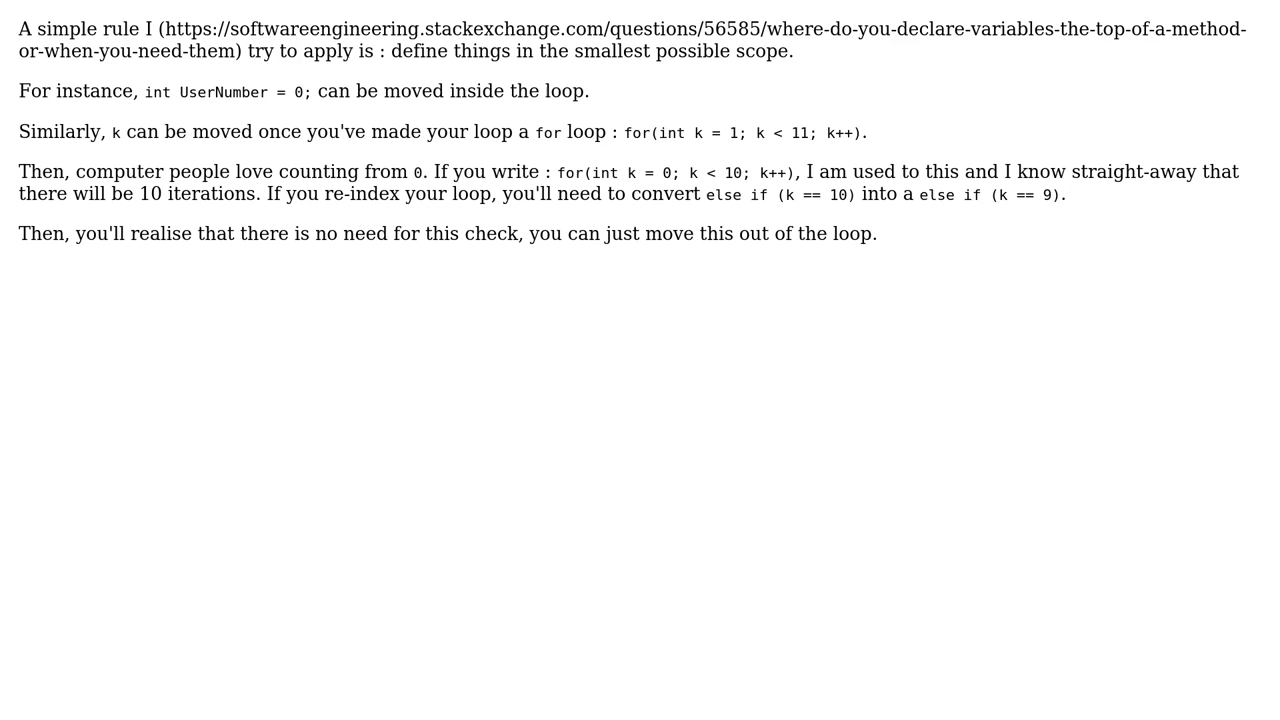 A simple rule I (https://softwareengineering.stackexchange.com/questions/56585/where-do-you-declare-variables-the-top-of-a-method-
or-when-you-need-them) try to apply is : define things in the smallest possible scope.
For instance, int UserNumber = 0; can be moved inside the loop.
Similarly, k can be moved once you've made your loop a for loop : for(int k = 1; k < 11; k++).
Then, computer people love counting from 0. If you write : for(int k = 0; k < 10; k++), I am used to this and I know straight-away that
there will be 10 iterations. If you re-index your loop, you'll need to convert else if (k == 10) into a else if (k == 9).
Then, you'll realise that there is no need for this check, you can just move this out of the loop.